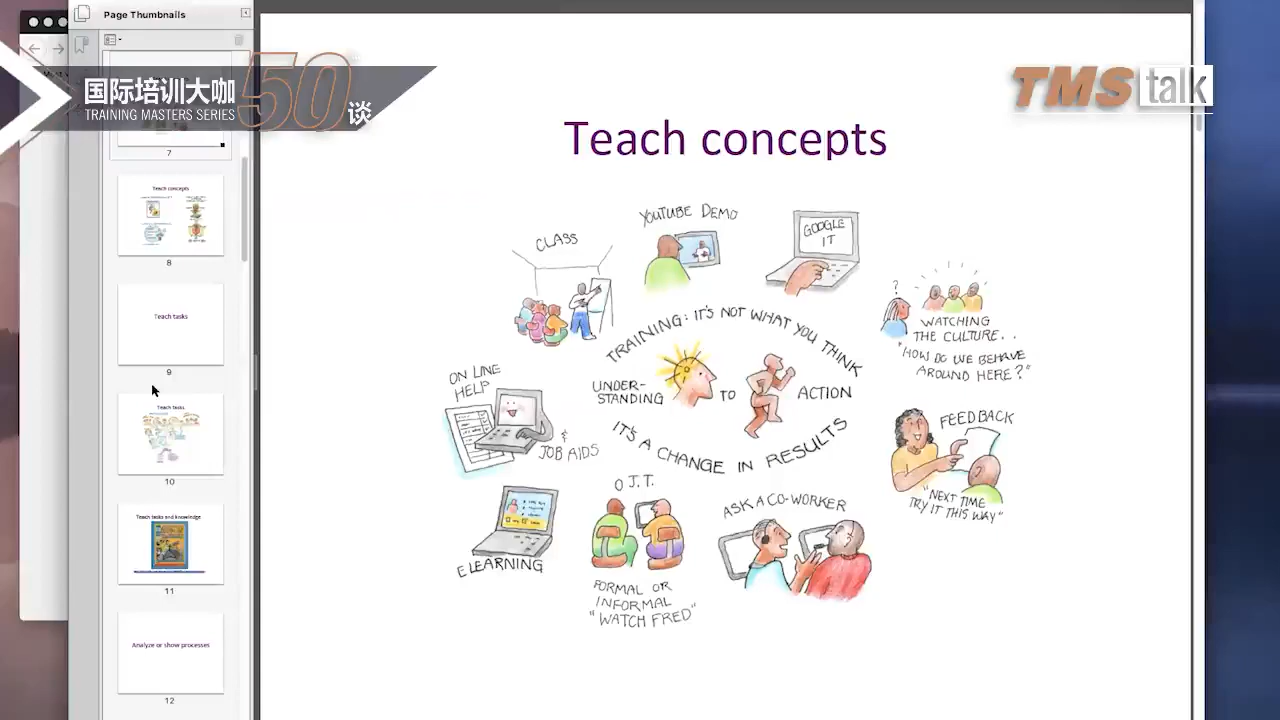 Page Thumbnails
国际培训大咖
50
谈
TRAINING MASTERS SERIES
TMS talk
7
Teach concepts
8
Teach tasks
9
Teach tasks
10
Teach tasks and knowledge
11
Analyze or show processes
12
Teach concepts
CLASS
YOUTUBE DEMO
GOOGLE
IT
?
WATCHING
THE CULTURE..
"HOW DO WE BEHAVE
AROUND HERE?"
TRAINING: IT'S NOT WHAT YOU THINK
UNDER-
STANDING
TO
ACTION
IT'S A CHANGE IN RESULTS
ON LINE
HELP
&
JOB AIDS
FEEDBACK
"NEXT TIME
TRY IT THIS WAY"
E LEARNING
O.J.T.
FORMAL OR
INFORMAL
"WATCH FRED"
ASK A CO-WORKER